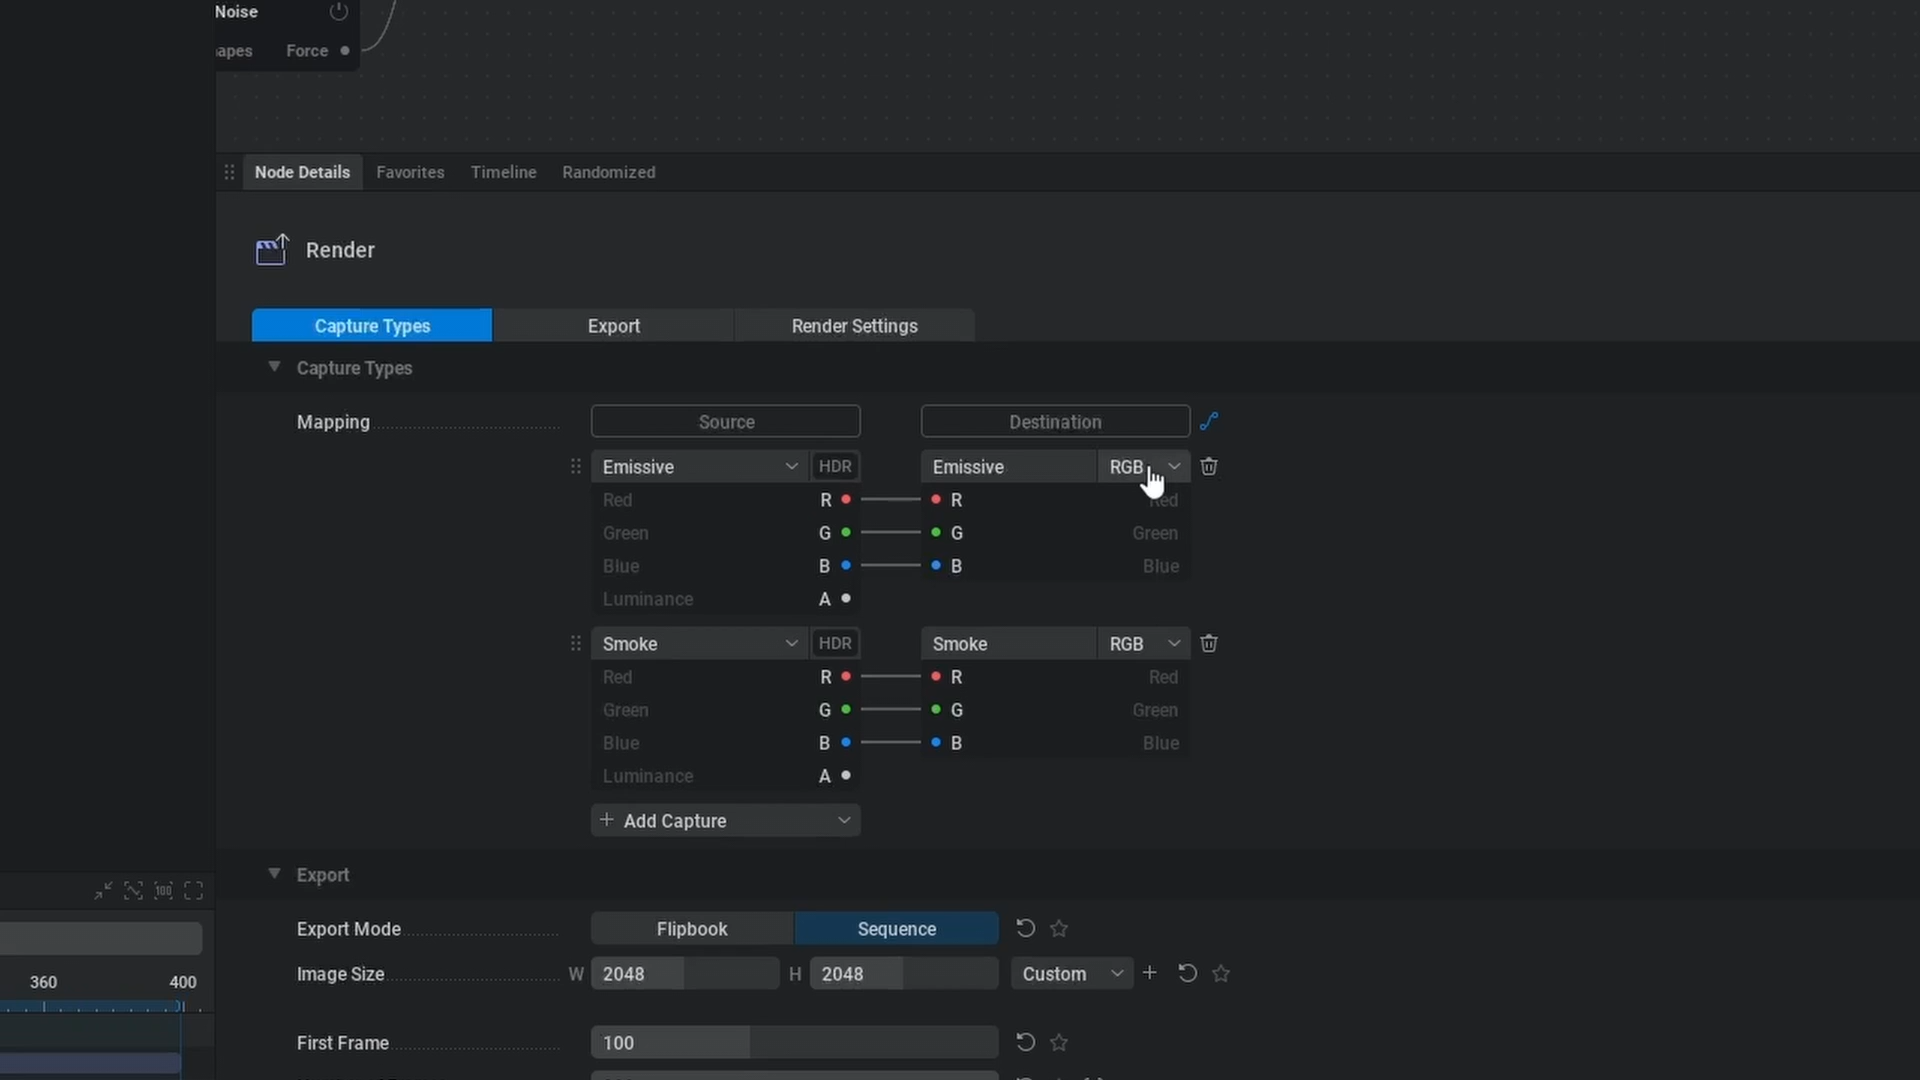 Noise
apes Force
Node Details Favorites Timeline Randomized
Render
Capture Types Export Render Settings
Capture Types
Mapping Source Destination
Emissive HDR Emissive RGB
Red R R Red
Green G G Green
Blue B B Blue
Luminance A
Smoke HDR Smoke RGB
Red R R Red
Green G G Green
Blue B B Blue
Luminance A
+ Add Capture
Export
100
Export Mode Flipbook Sequence
Image Size W 2048 H 2048 Custom +
360 400
First Frame 100